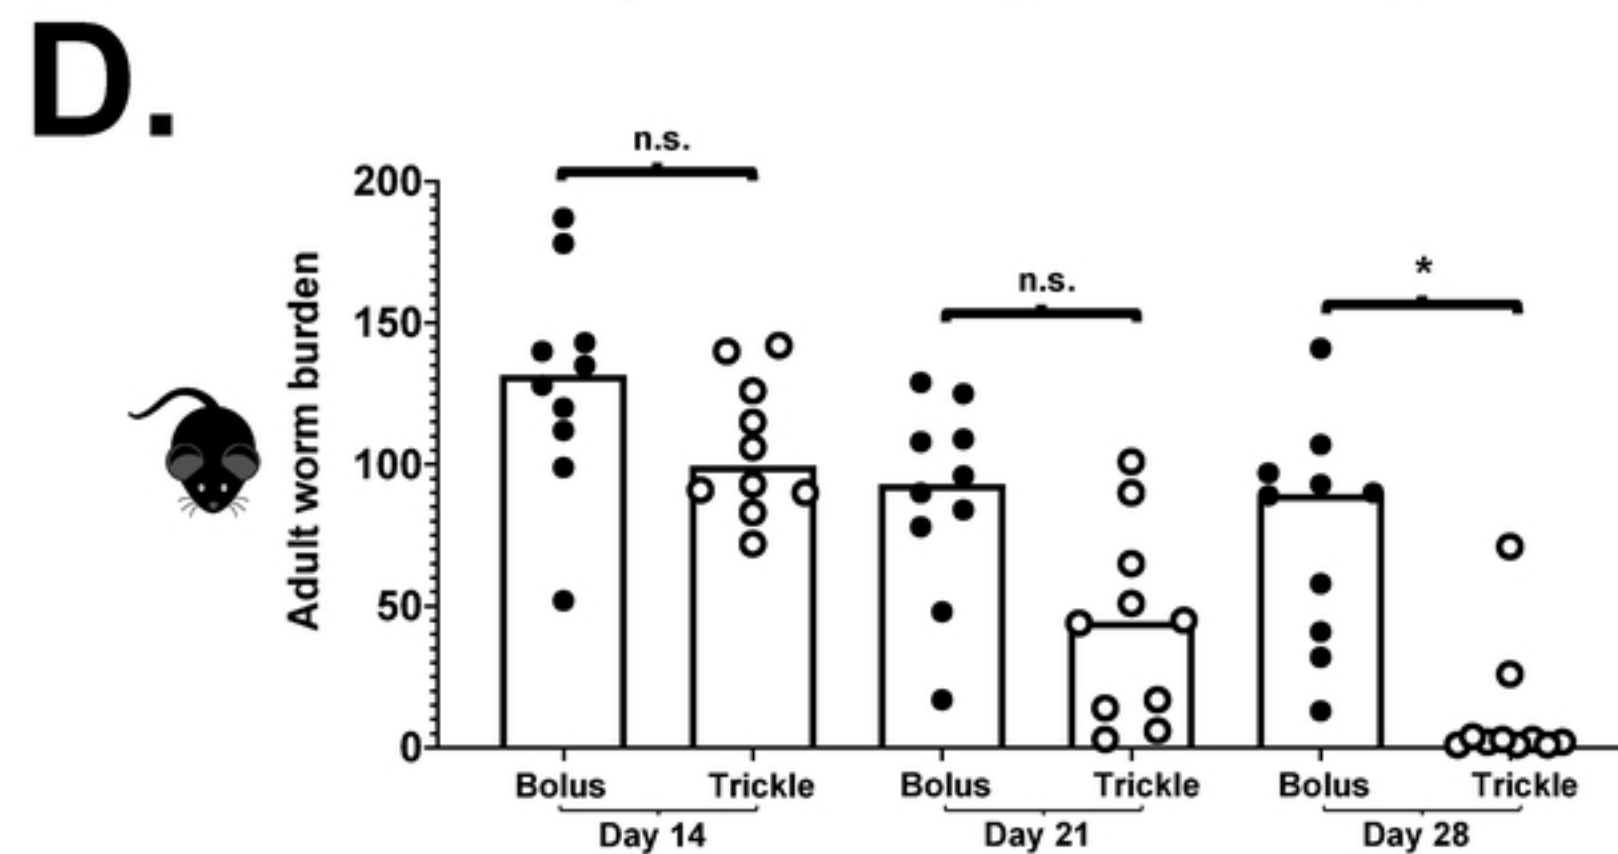 D.
n.s.
200
n.s.
*
150
100
50
0
Adult worm burden
Bolus Trickle Bolus Trickle Bolus Trickle
Day 14 Day 21 Day 28